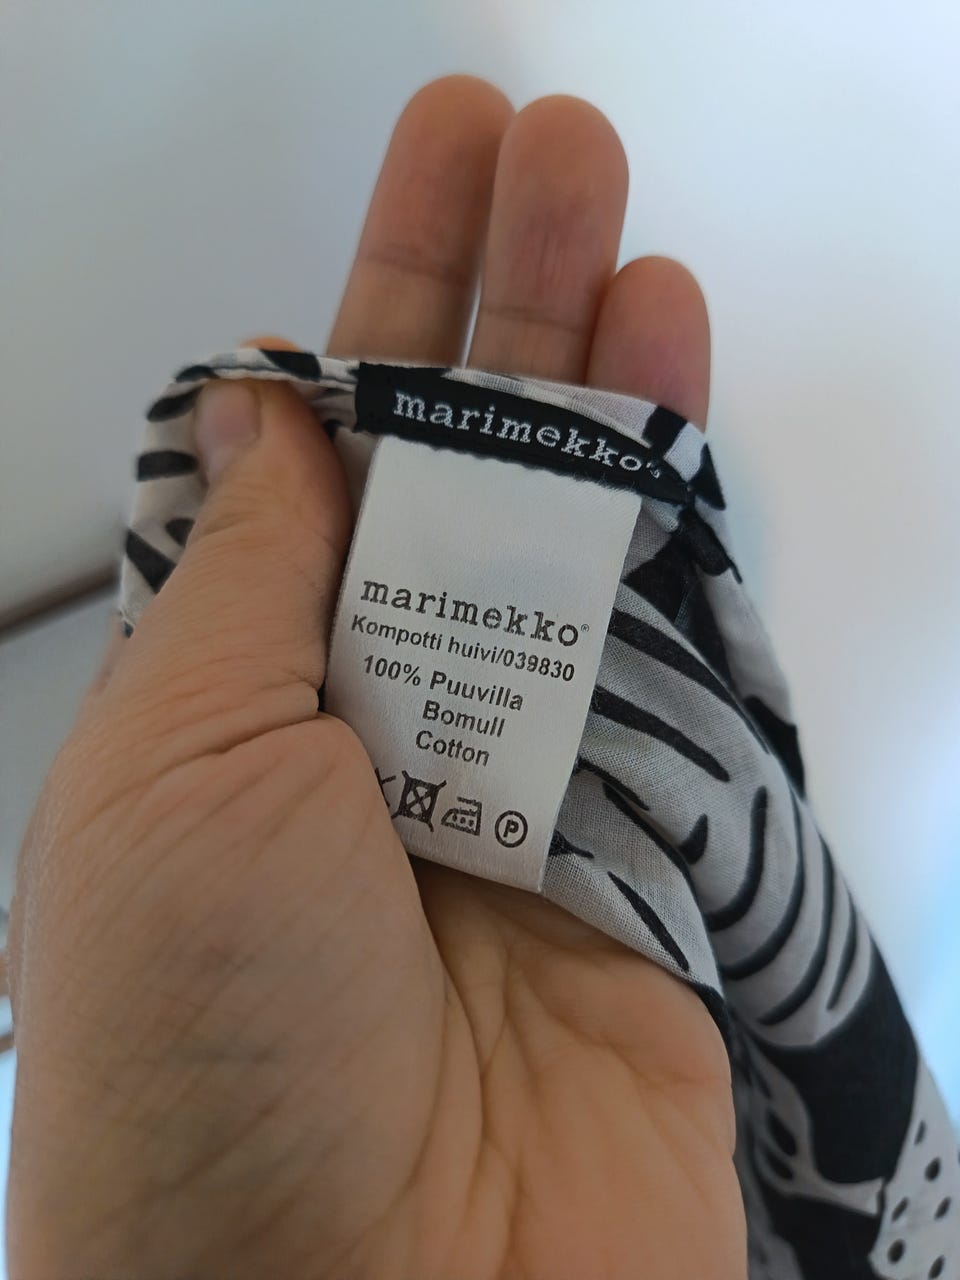 marimekko®
marimekko®
Kompotti huivi/039830
100% Puuvilla
Bomull
Cotton
P